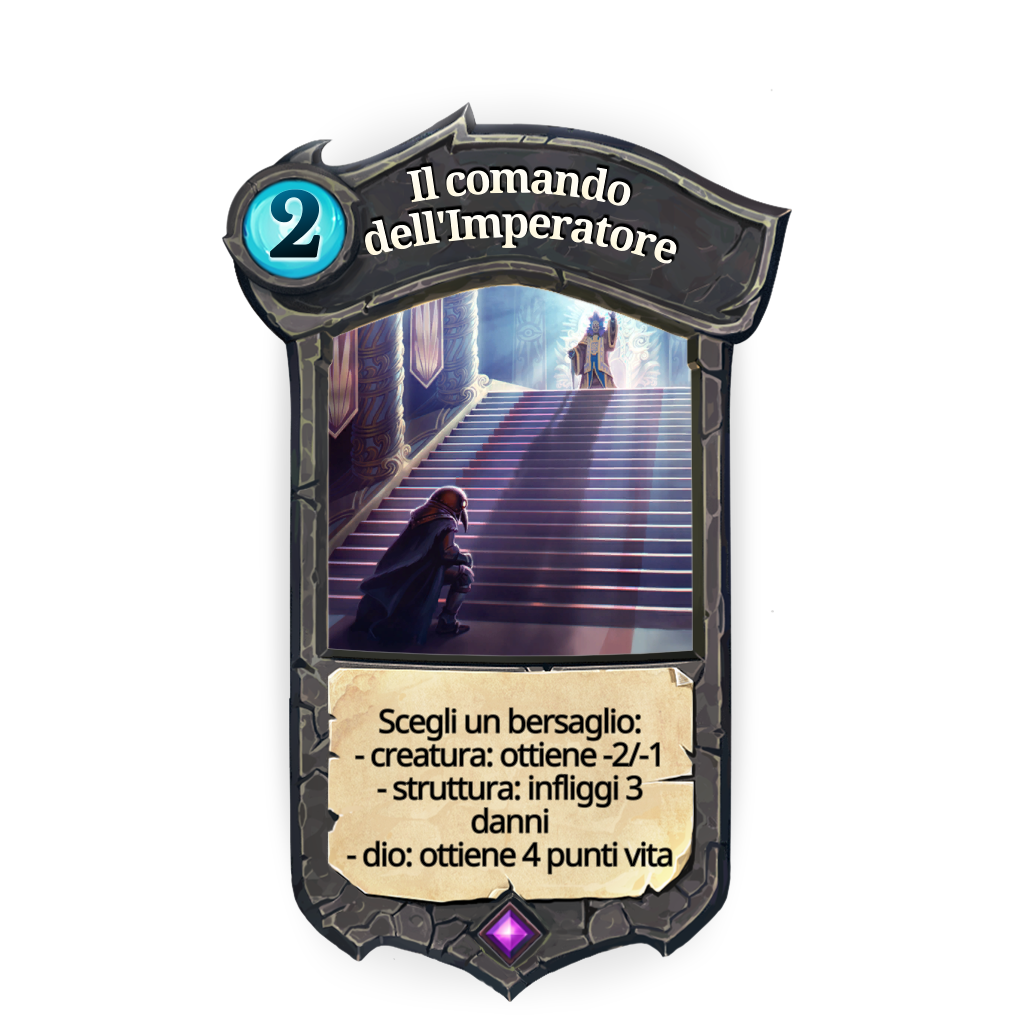 2
Il comando
dell'Imperatore
Scegli un bersaglio:
- creatura: ottiene -2/-1
- struttura: infliggi 3
danni
- dio: ottiene 4 punti vita